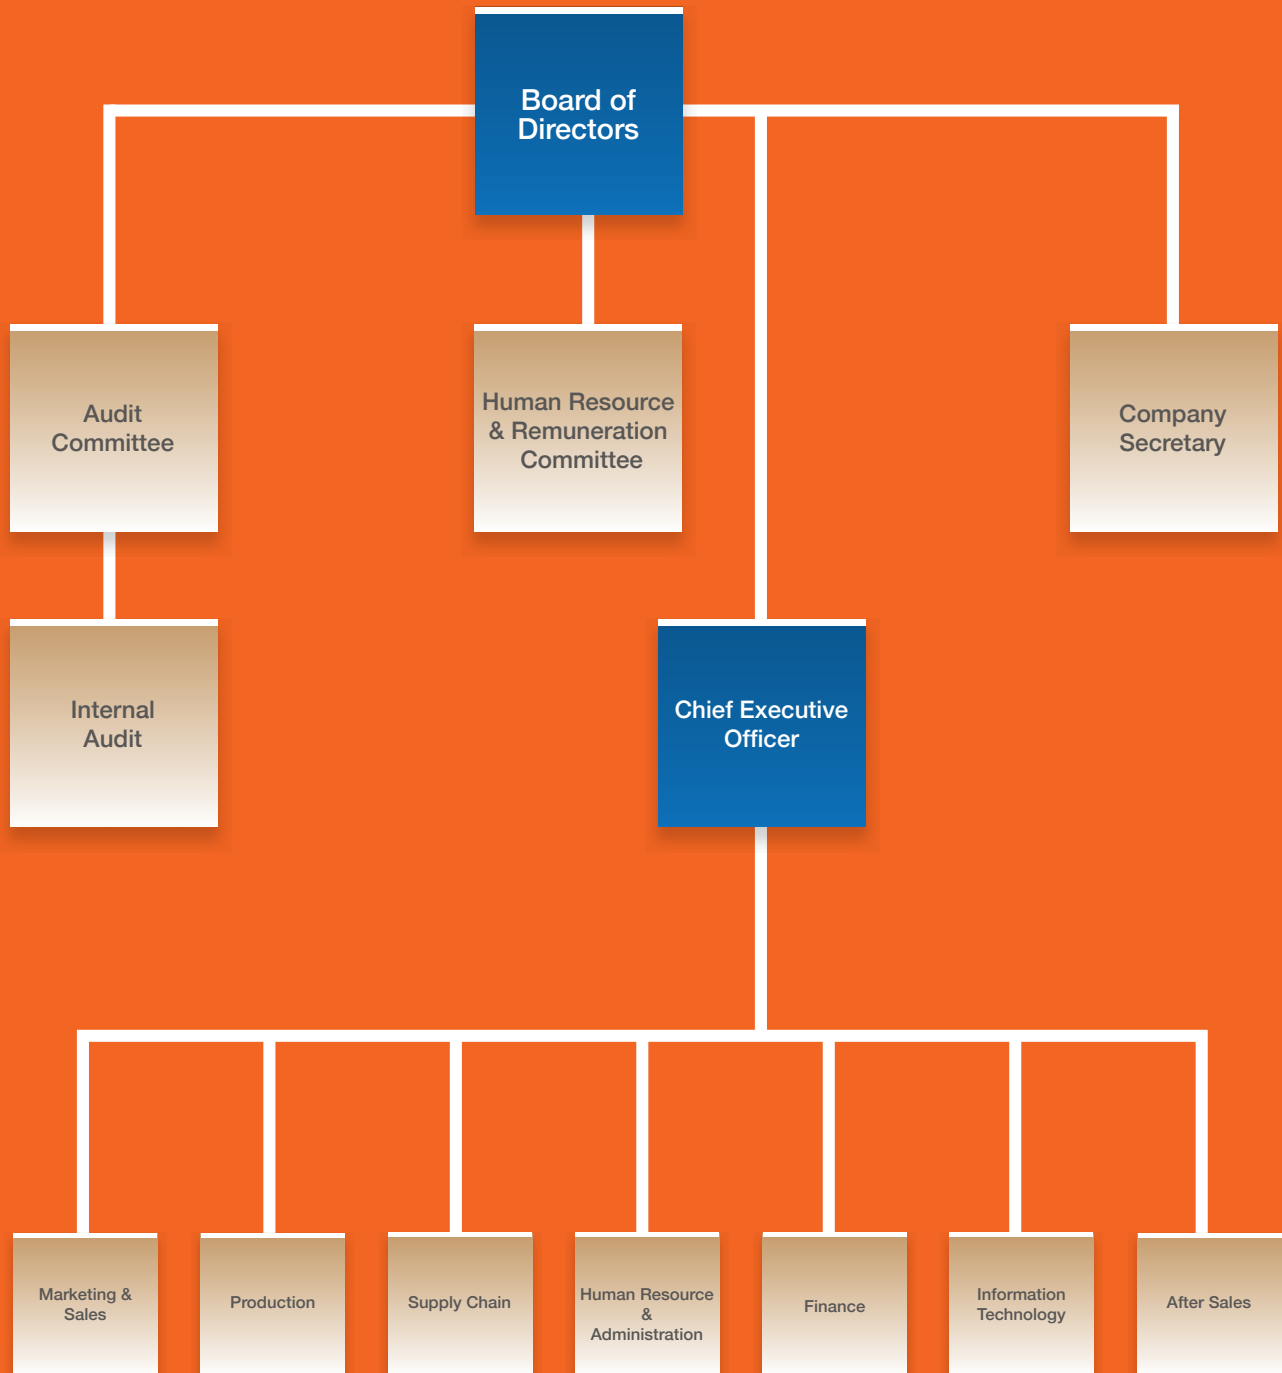 Board of
Directors
Audit
Committee
Human Resource
& Remuneration
Committee
Company
Secretary
Internal
Audit
Chief Executive
Officer
Marketing &
Sales
Production
Supply Chain
Human Resource
&
Administration
Finance
Information
Technology
After Sales